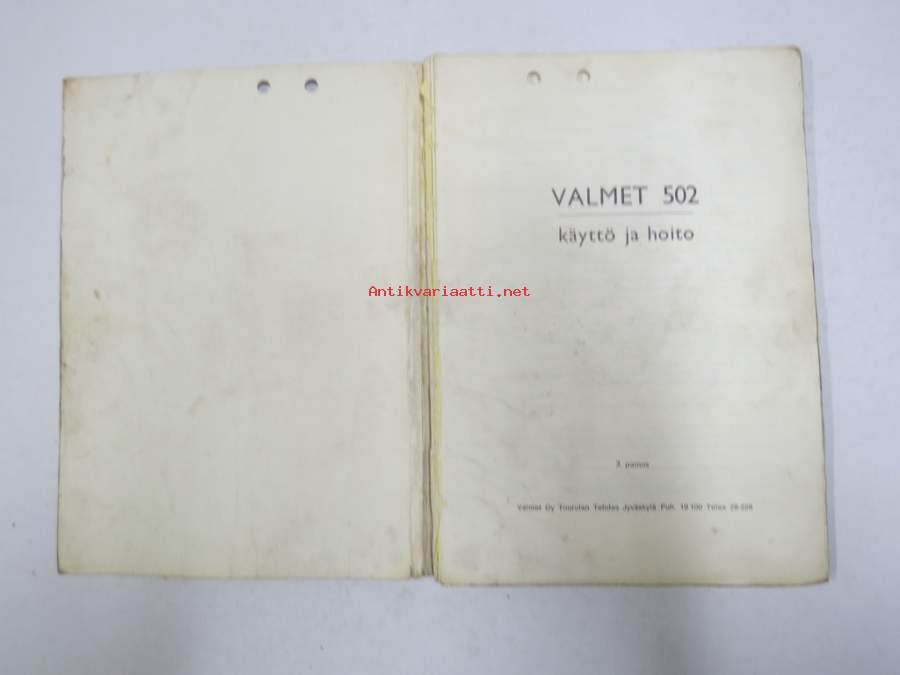 VALMET 502
käyttö ja hoito
Antikvariaatti.net
3. painos
Valmet Oy Tourulan Tehdas Jyväskylä Puh. 19 100 Telex 28-226